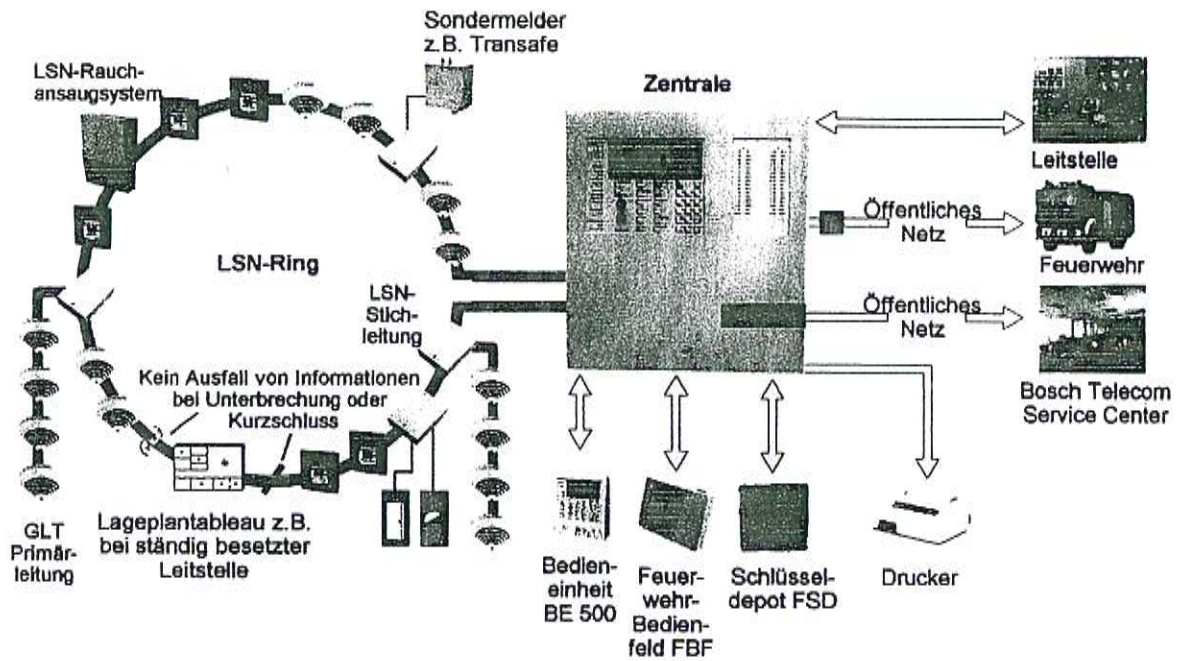 Sondermelder
z.B. Transafe
LSN-Rauch-
ansaugsystem
Zentrale
Leitstelle
Öffentliches
Netz
Feuerwehr
LSN-Ring
LSN-
Stich-
leitung
Öffentliches
Netz
Kein Ausfall von Informationen
bei Unterbrechung oder
Kurzschluss
Bosch Telecom
Service Center
GLT
Primär-
leitung
Lageplantableau z.B.
bei ständig besetzter
Leitstelle
Bedien-
einheit
BE 500
Feuer-
wehr-
Bedien-
feld FBF
Schlüssel-
depot FSD
Drucker